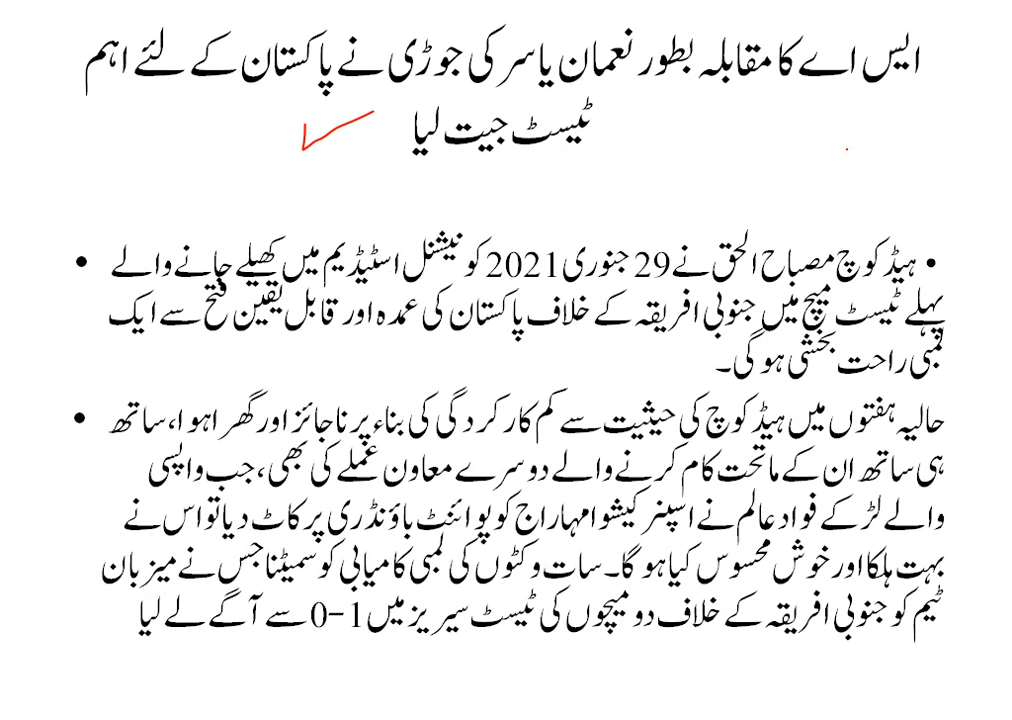 ایس اے کا مقابلہ بطور نعمان یاسر کی جوڑی نے پاکستان کے لئے اہم
ٹیسٹ جیت لیا
• • ہیڈ کوچ مصباح الحق نے 29 جنوری 2021 کو نیشنل اسٹیڈیم میں کھیلے جانے والے
پہلے ٹیسٹ میچ میں جنوبی افریقہ کے خلاف پاکستان کی عمدہ اور قابل یقین فتح سے ایک
لمبی راحت بخشی ہوگی۔
• حالیہ ہفتوں میں ہیڈ کوچ کی حیثیت سے کم کارکردگی کی بناء پر ناجائز اور گھرا ہوا، ساتھ
ہی ساتھ ان کے ماتحت کام کرنے والے دوسرے معاون عملے کی بھی، جب واپسی
والے لڑکے فواد عالم نے اسپنر کیشوا مہاراج کو پوائنٹ باؤنڈری پر کاٹ دیا تو اس نے
بہت ہلکا اور خوش محسوس کیا ہوگا۔ سات وکٹوں کی لمبی کامیابی کو سمیٹنا جس نے میزبان
ٹیم کو جنوبی افریقہ کے خلاف دو میچوں کی ٹیسٹ سیریز میں 1-0 سے آگے لے لیا